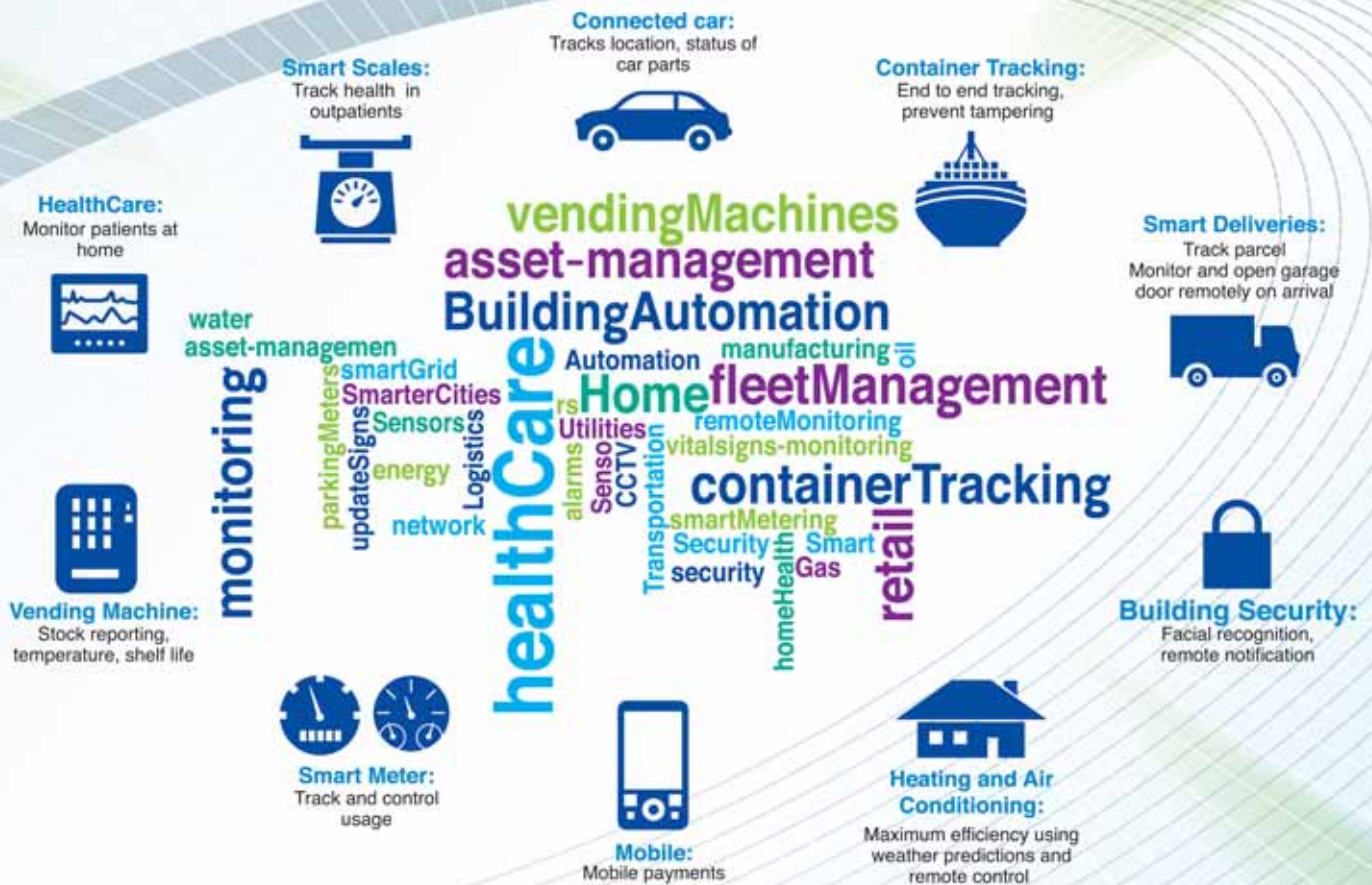 Connected car:
Tracks location, status of
car parts
Smart Scales:
Track health in
outpatients
Container Tracking:
End to end tracking,
prevent tampering
HealthCare:
Monitor patients at
home
Smart Deliveries:
Track parcel
Monitor and open garage
door remotely on arrival
vendingMachines
asset-management
BuildingAutomation
water
asset-managemen
monitoring
parkingMeters
smartGrid
SmarterCities
updateSigns
Sensors
energy
Logistics
network
healthCare
Automation
manufacturing
oil
rs
Home
fleetManagement
Utilities
remoteMonitoring
alarms
Senso
CCTV
Transportation
vitalsigns-monitoring
containerTracking
smartMetering
Security
Smart
security
homeHealth
Gas
retail
Vending Machine:
Stock reporting,
temperature, shelf life
Building Security:
Facial recognition,
remote notification
Smart Meter:
Track and control
usage
Mobile:
Mobile payments
Heating and Air
Conditioning:
Maximum efficiency using
weather predictions and
remote control